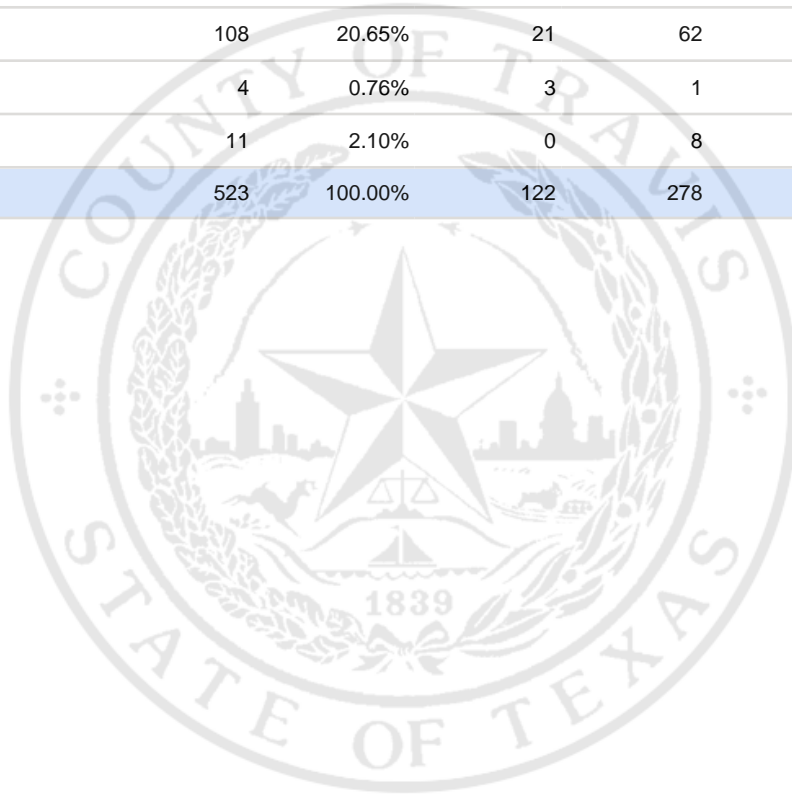 108 20.65% 21 62
4 0.76% 3 1
11 2.10% 0 8
523 100.00% 122 278
COUNTY OF TRAVIS
1839
STATE OF TEXAS